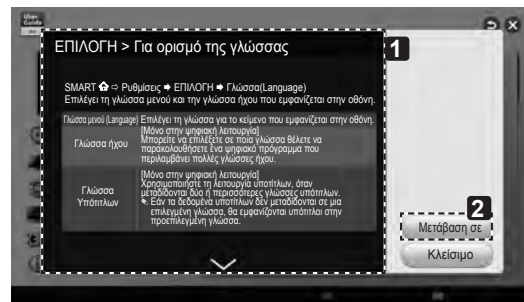 User
Guide
ΕΠΙΛΟΓΗ > Για ορισμό της γλώσσας
1
SMART ⇨ Ρυθμίσεις ➡ ΕΠΙΛΟΓΗ ➡ Γλώσσα(Language)
Επιλέγει τη γλώσσα μενού και την γλώσσα ήχου που εμφανίζεται στην οθόνη.
Γλώσσα μενού (Language) Επιλέγει τη γλώσσα για το κείμενο που εμφανίζεται στην οθόνη.
Γλώσσα ήχου
[Μόνο στην ψηφιακή λειτουργία]
Μπορείτε να επιλέξετε σε ποια γλώσσα θέλετε να
παρακολουθήσετε ένα ψηφιακό πρόγραμμα που
περιλαμβάνει πολλές γλώσσες ήχου.
Γλώσσα
Υπότιτλων
[Μόνο στην ψηφιακή λειτουργία]
Χρησιμοποιήστε τη λειτουργία υποτίτλων, όταν
μεταδίδονται δύο ή περισσότερες γλώσσες υπότιτλων.
Εάν τα δεδομένα υποτίτλων δεν μεταδίδονται σε μια
επιλεγμένη γλώσσα, θα εμφανίζονται υπότιτλοι στην
προεπιλεγμένη γλώσσα.
2
Μετάβαση σε
Κλείσιμο